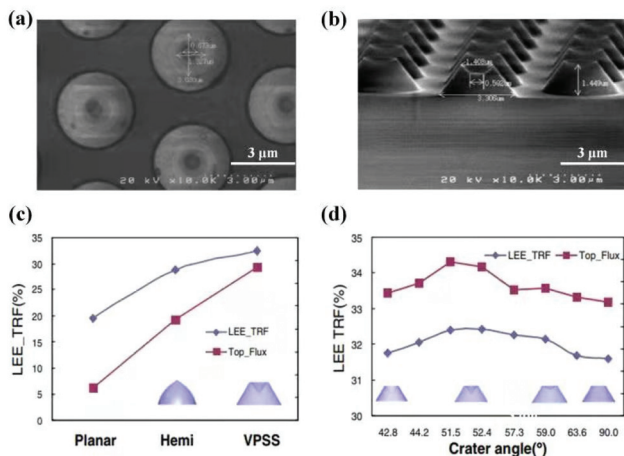 (a)
3 μm
20 kV x10.0K 3.00μm
(b)
1.449um
3 μm
20 kV x10.0K 3.00μm
(c)
LEE_TRF(%)
35
30
25
20
15
10
5
0
LEE_TRF
Top_Flux
Planar Hemi VPSS
(d)
LEE TRF(%)
35
34
33
32
31
30
LEE_TRF Top_Flux
42.8 44.2 51.5 52.4 57.3 59.0 63.6 90.0
Crater angle(°)